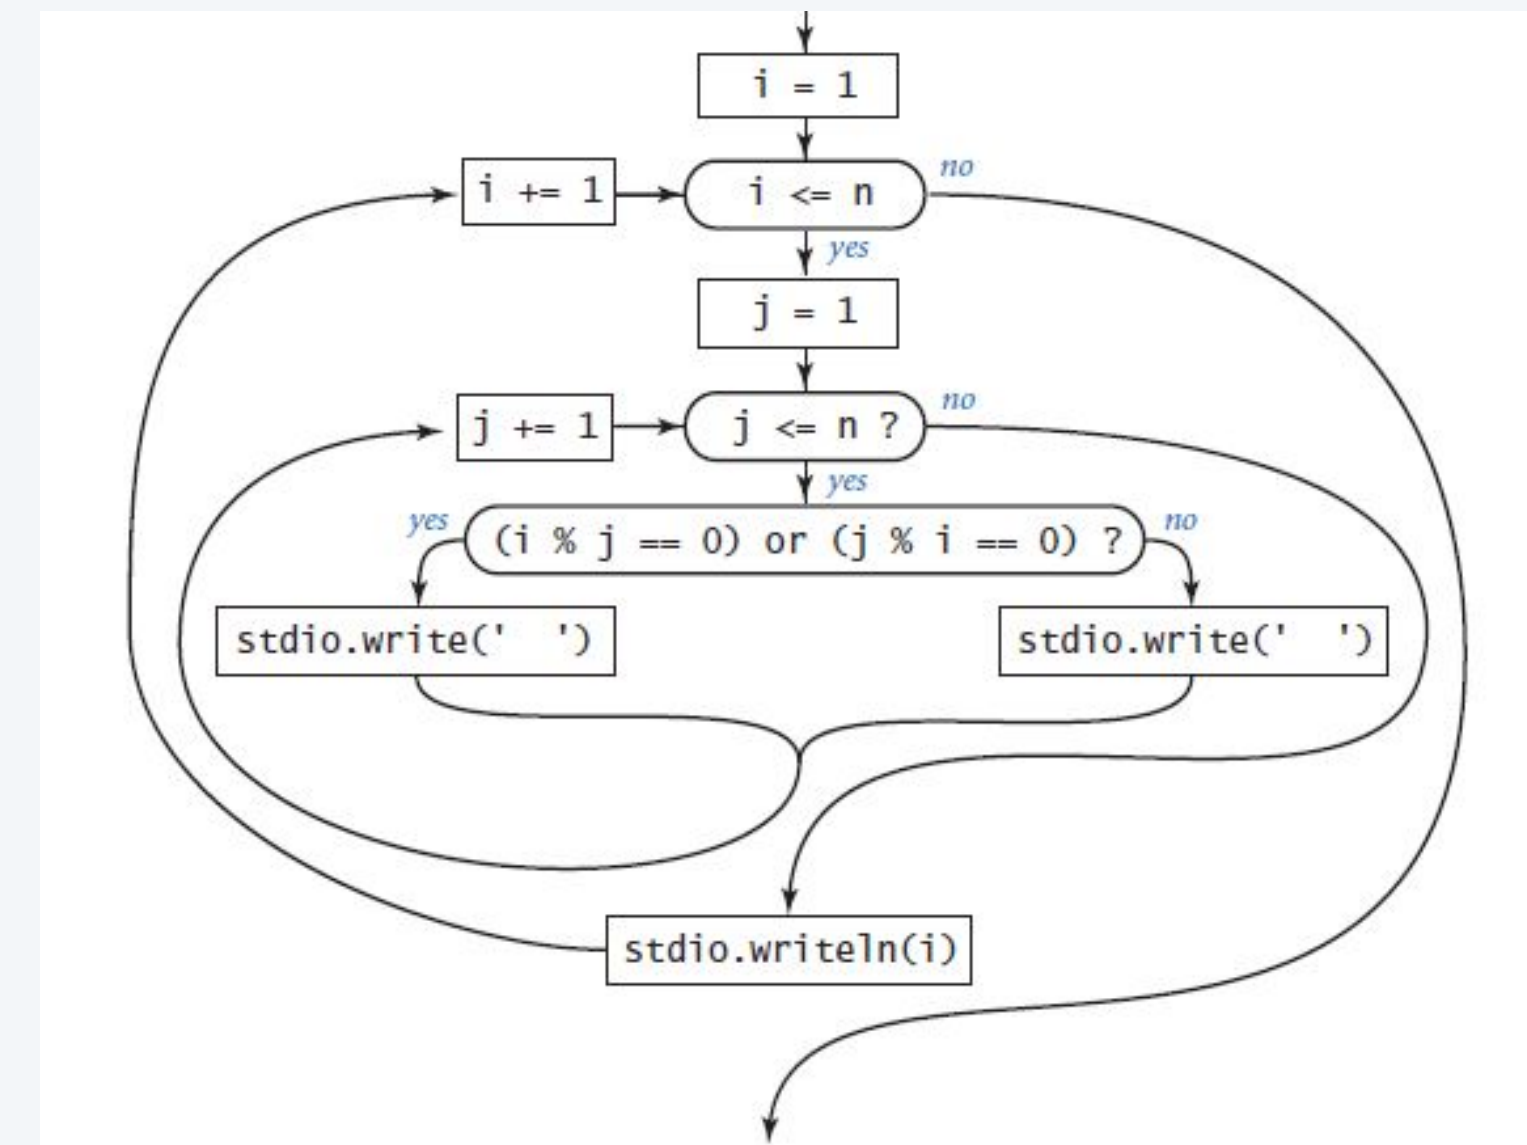 i = 1
no
i += 1
i <= n
yes
j = 1
no
j += 1
j <= n ?
yes
yes
no
(i % j == 0) or (j % i == 0) ?
stdio.write('  ')
stdio.write('  ')
stdio.writeln(i)